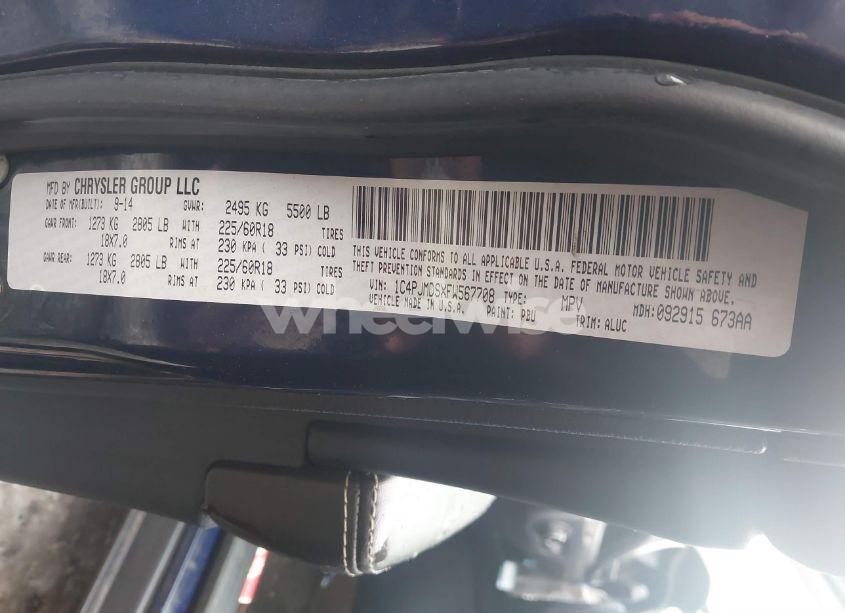 MFD BY CHRYSLER GROUP LLC
DATE OF MFR(BUILT): 9-14 GVWR: 2495 KG 5500 LB
GAWR FRONT: 1273 KG 2805 LB WITH 225/60R18 TIRES
18X7.0 RIMS AT 230 KPA ( 33 PSI) COLD
GAWR REAR: 1273 KG 2805 LB WITH 225/60R18 TIRES
18X7.0 RIMS AT 230 KPA ( 33 PSI) COLD
THIS VEHICLE CONFORMS TO ALL APPLICABLE U.S.A. FEDERAL MOTOR VEHICLE SAFETY AND
THEFT PREVENTION STANDARDS IN EFFECT ON THE DATE OF MANUFACTURE SHOWN ABOVE.
VIN: 1C4PJMDSXFW567708 TYPE: MPV MDH: 092915 673AA
MADE IN U.S.A. PAINT: PBU TRIM: ALUC
wheelwise